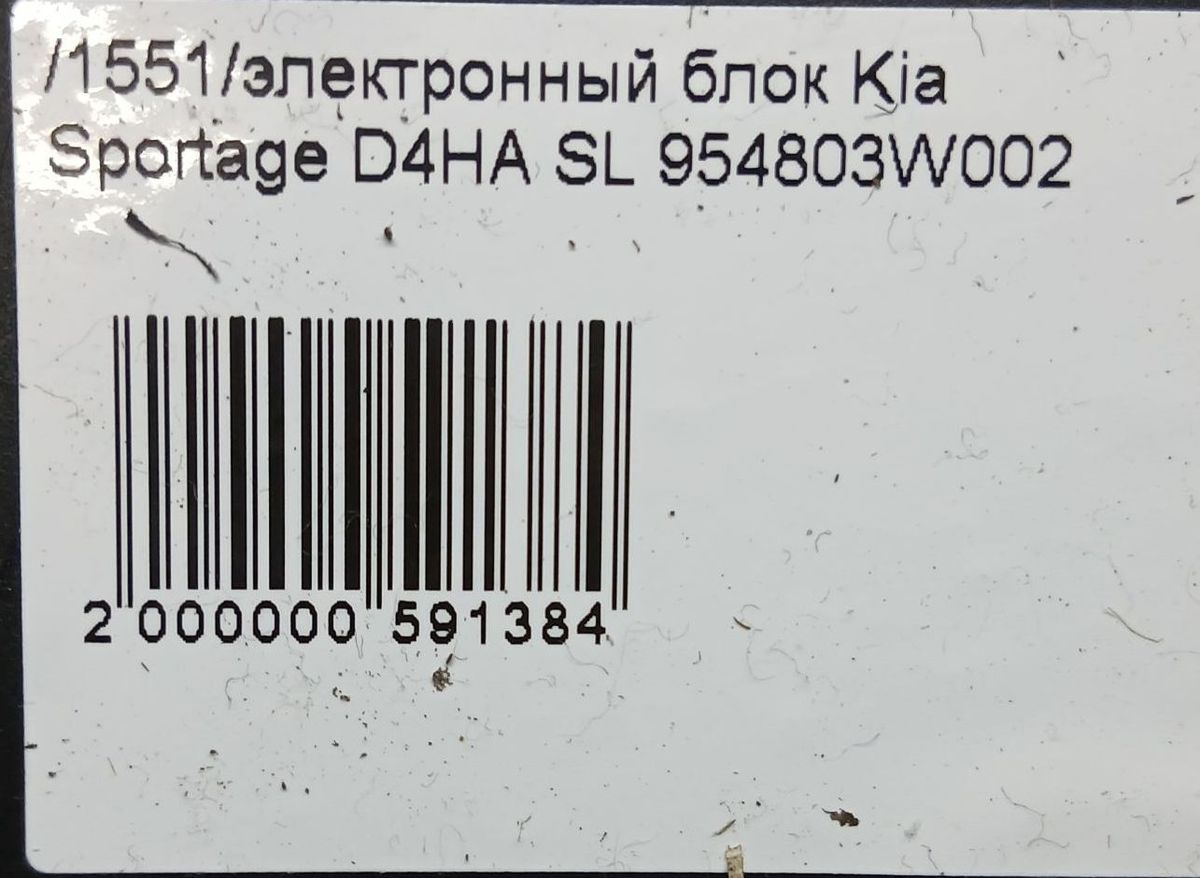 /1551/электронный блок Kia
Sportage D4HA SL 954803W002
2 000000 591384